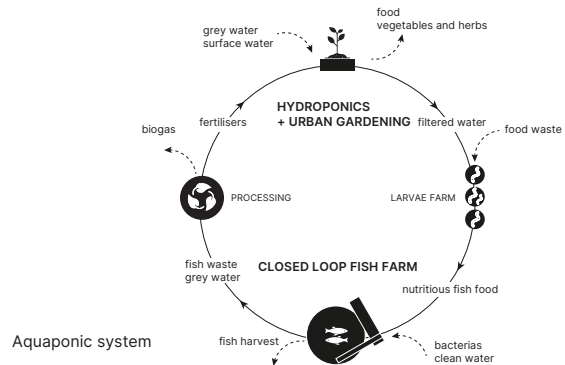 food
vegetables and herbs
grey water
surface water
HYDROPONICS
+ URBAN GARDENING
fertilisers
filtered water
biogas
food waste
PROCESSING
LARVAE FARM
fish waste
grey water
CLOSED LOOP FISH FARM
nutritious fish food
Aquaponic system
fish harvest
bacterias
clean water